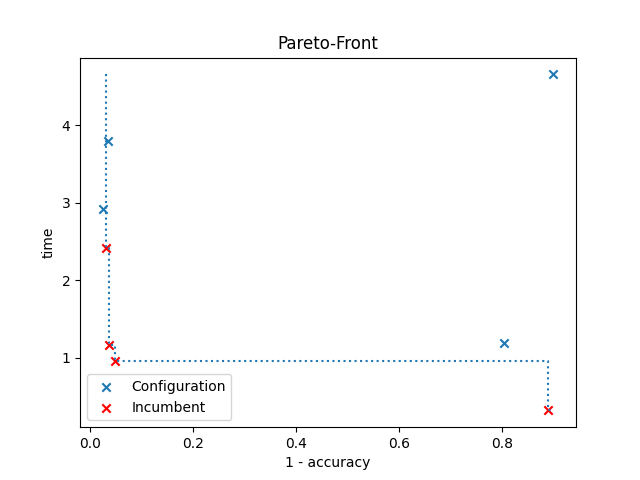 Pareto-Front
4
3
2
1
time
Configuration
Incumbent
0.0 0.2 0.4 0.6 0.8
1 - accuracy